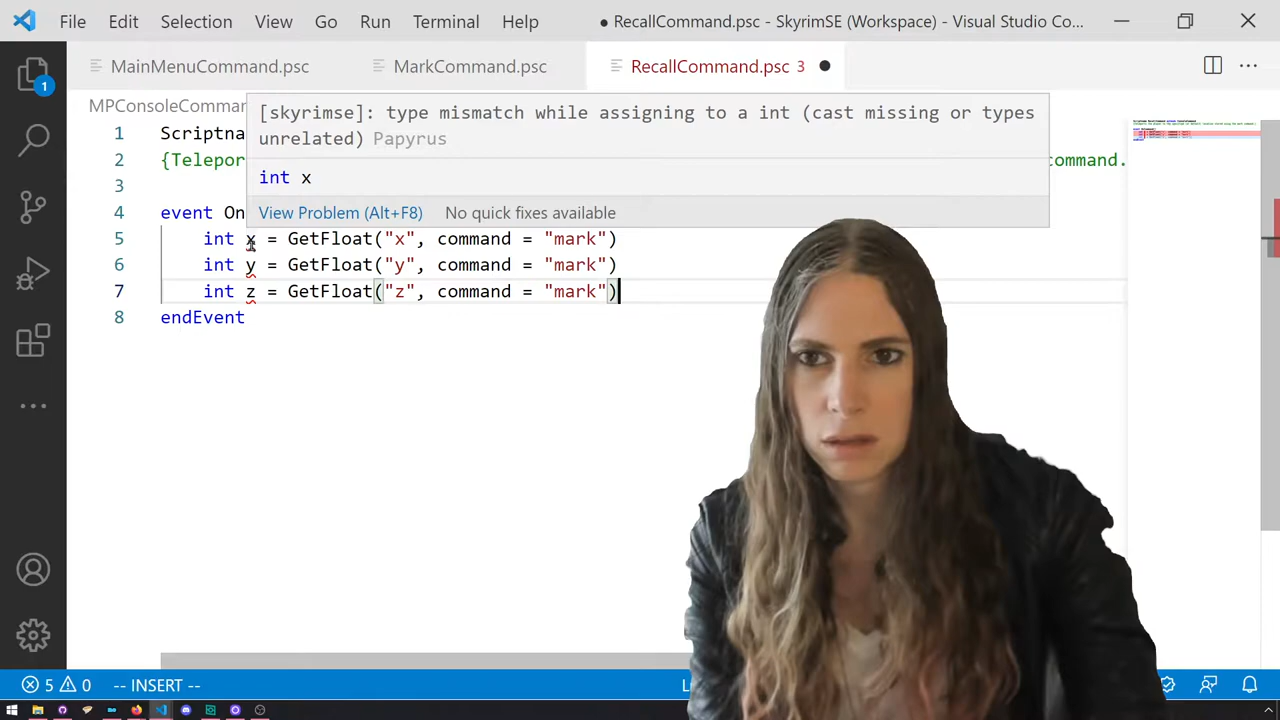 File Edit Selection View Go Run Terminal Help
● RecallCommand.psc - SkyrimSE (Workspace) - Visual Studio Co...
MainMenuCommand.psc
MarkCommand.psc
RecallCommand.psc 3
1
MPConsoleComman
[skyrimse]: type mismatch while assigning to a int (cast missing or types
unrelated) Papyrus
int x
View Problem (Alt+F8) No quick fixes available
1 Scriptna
2 {Telepor command.
3
4 event On
5 int x = GetFloat("x", command = "mark")
6 int y = GetFloat("y", command = "mark")
7 int z = GetFloat("z", command = "mark")
8 endEvent
5 0 -- INSERT --